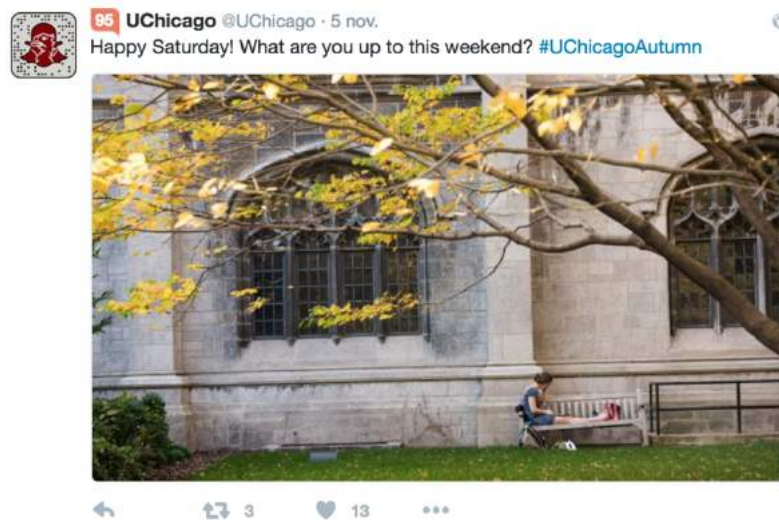 95 UChicago @UChicago · 5 nov.
Happy Saturday! What are you up to this weekend? #UChicagoAutumn
3 13